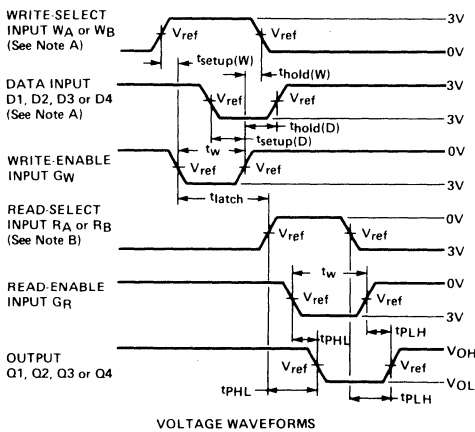 WRITE-SELECT
INPUT WA or WB
(See Note A)
Vref
Vref
3V
0V
tsetup(W)
thold(W)
DATA INPUT
D1, D2, D3 or D4
(See Note A)
Vref
Vref
3V
3V
thold(D)
tsetup(D)
tw
WRITE-ENABLE
INPUT GW
Vref
Vref
0V
3V
tlatch
READ-SELECT
INPUT RA or RB
(See Note B)
Vref
Vref
0V
3V
tw
READ-ENABLE
INPUT GR
Vref
Vref
0V
3V
tPHL
tPLH
OUTPUT
Q1, Q2, Q3 or Q4
Vref
Vref
VOH
VOL
tPHL
tPLH
VOLTAGE WAVEFORMS